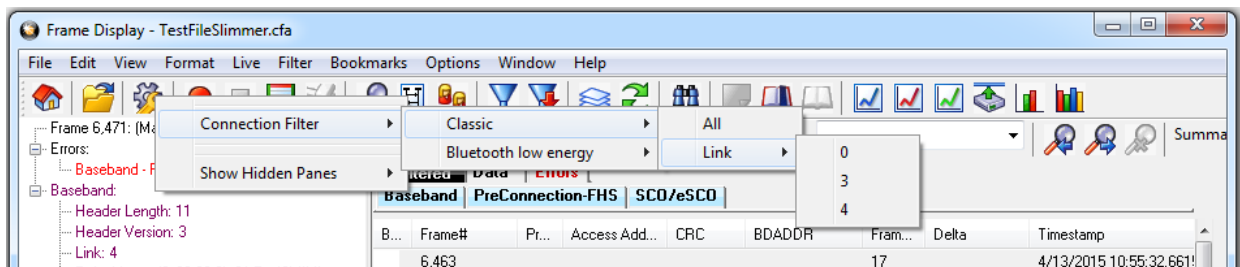 Frame Display - TestFileSlimmer.cfa
File Edit View Format Live Filter Bookmarks Options Window Help
Summa
Frame 6,471: (Ma
Errors:
Baseband - F
Connection Filter
Show Hidden Panes
Classic
Bluetooth low energy
All
Link
0
3
4
Data Errors
Baseband PreConnection-FHS SCO/eSCO
Baseband:
Header Length: 11
Header Version: 3
Link: 4
B... Frame# Pr... Access Add... CRC BDADDR Fram... Delta Timestamp
6,463 17 4/13/2015 10:55:32.661